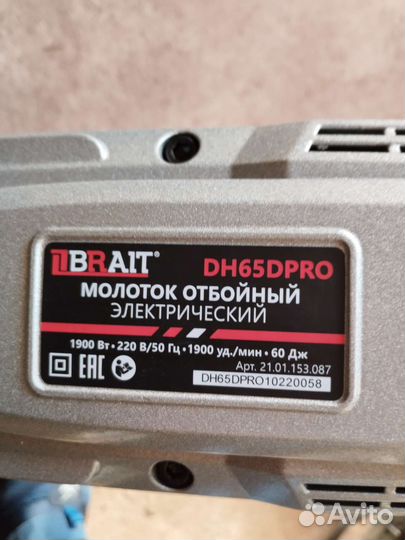 BRAIT®
DH65DPRO
МОЛОТОК ОТБОЙНЫЙ
ЭЛЕКТРИЧЕСКИЙ
1900 Вт • 220 В/50 Гц • 1900 уд./мин • 60 Дж
Арт. 21.01.153.087
EAC
DH65DPRO10220058
Avito